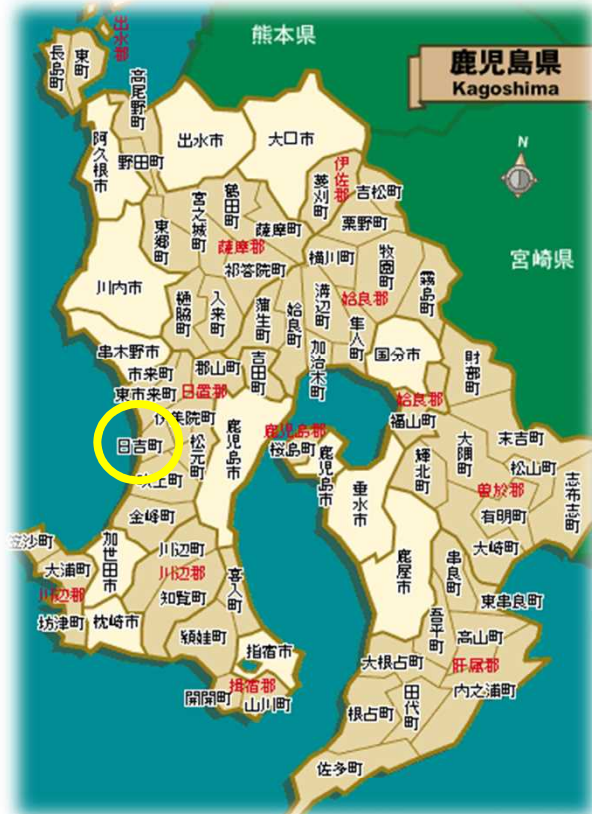 出水郡
熊本県
鹿児島県
Kagoshima
長島町
東町
高尾野町
阿久根市
出水市
大口市
N
野田町
伊佐郡
菱刈町
吉松町
宮之城町
鶴田町
栗野町
東郷町
薩摩町
薩摩郡
横川町
牧園町
霧島町
宮崎県
祁答院町
川内市
樋脇町
入来町
蒲生町
姶良町
溝辺町
姶良郡
隼人町
串木野市
加治木町
国分市
財部町
市来町
郡山町
吉田町
東市来町
日置郡
姶良郡
伊集院町
福山町
鹿児島郡
日吉町
松元町
鹿児島市
桜島町
鹿児島市
輝北町
大隅町
末吉町
松山町
志布志町
吹上町
垂水市
曽於郡
有明町
金峰町
笠沙町
加世田市
川辺町
大崎町
鹿屋市
串良町
大浦町
川辺郡
喜入町
川辺郡
知覧町
東串良町
坊津町
枕崎市
吾平町
頴娃町
高山町
指宿市
大根占町
肝属郡
揖宿郡
内之浦町
開聞町
山川町
根占町
田代町
佐多町